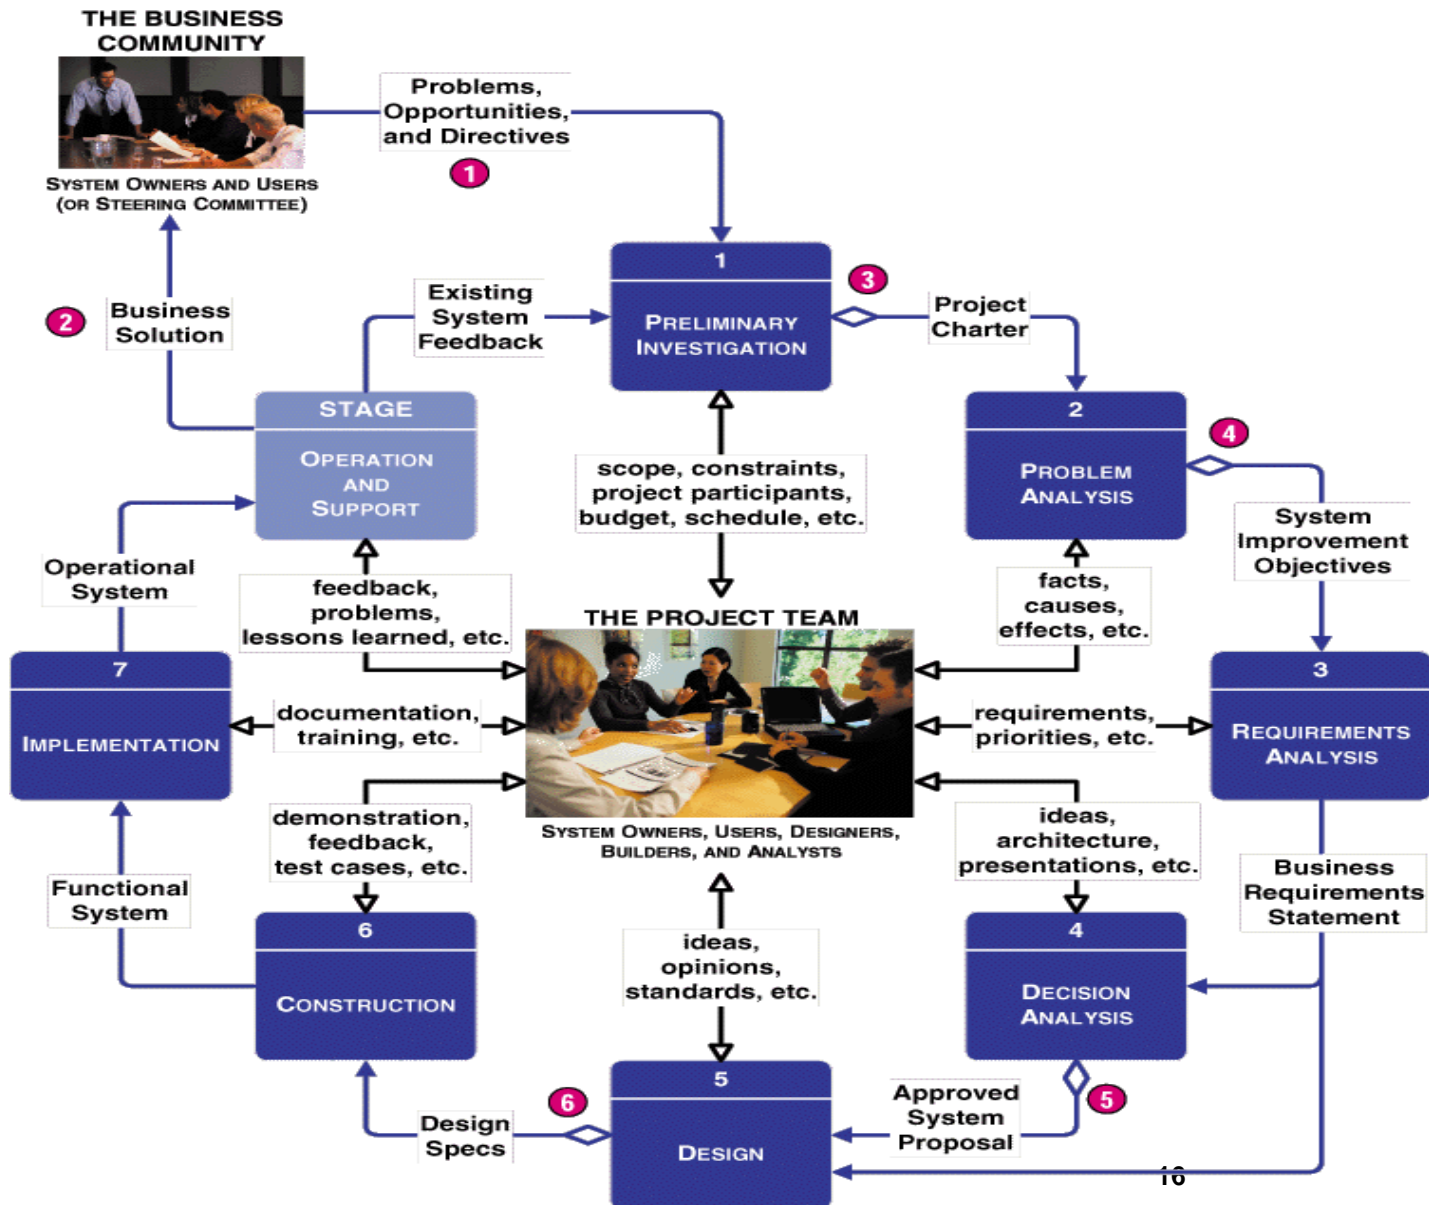 THE BUSINESS
COMMUNITY
SYSTEM OWNERS AND USERS
(OR STEERING COMMITTEE)
Problems,
Opportunities,
and Directives
1
2
Business
Solution
Existing
System
Feedback
1
PRELIMINARY
INVESTIGATION
3
Project
Charter
STAGE
OPERATION
AND
SUPPORT
2
PROBLEM
ANALYSIS
4
scope, constraints,
project participants,
budget, schedule, etc.
System
Improvement
Objectives
Operational
System
feedback,
problems,
lessons learned, etc.
facts,
causes,
effects, etc.
THE PROJECT TEAM
SYSTEM OWNERS, USERS, DESIGNERS,
BUILDERS, AND ANALYSTS
7
IMPLEMENTATION
documentation,
training, etc.
requirements,
priorities, etc.
3
REQUIREMENTS
ANALYSIS
demonstration,
feedback,
test cases, etc.
ideas,
architecture,
presentations, etc.
Functional
System
Business
Requirements
Statement
6
CONSTRUCTION
ideas,
opinions,
standards, etc.
4
DECISION
ANALYSIS
5
DESIGN
6
Design
Specs
Approved
System
Proposal
5
16